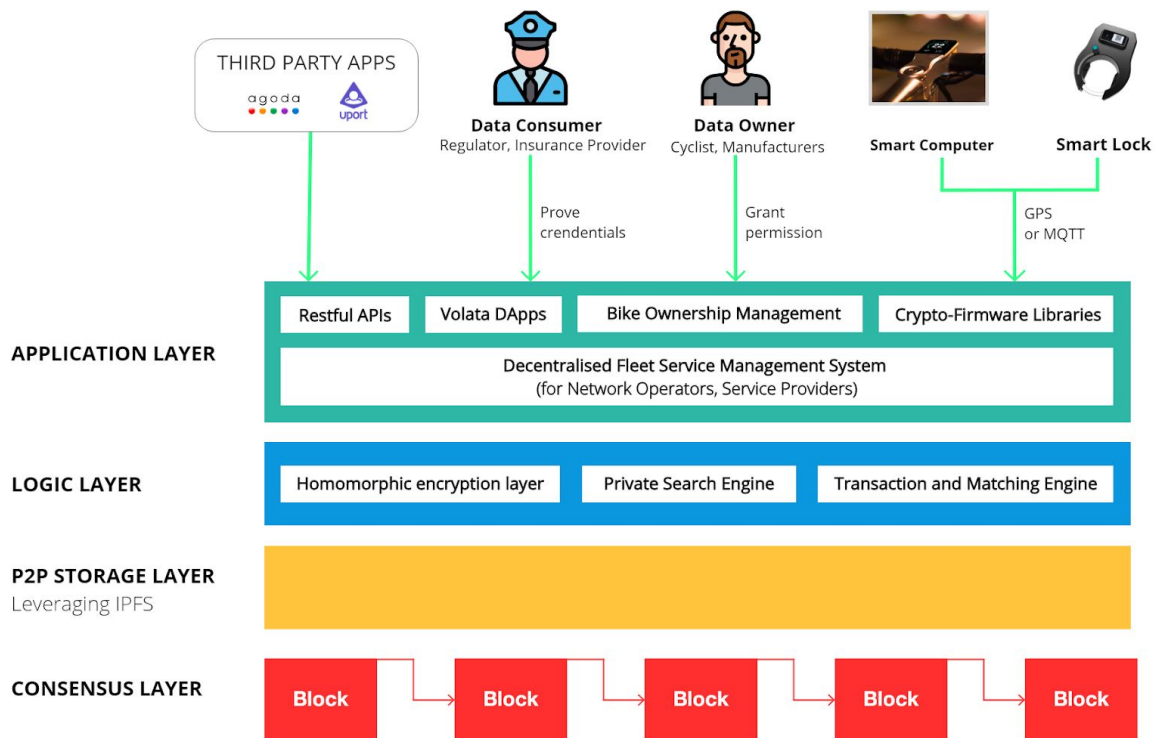 THIRD PARTY APPS
agoda
uport
Data Consumer
Regulator, Insurance Provider
Data Owner
Cyclist, Manufacturers
Smart Computer
Smart Lock
Prove
crendentials
Grant
permission
GPS
or MQTT
APPLICATION LAYER
Restful APIs
Volata DApps
Bike Ownership Management
Crypto-Firmware Libraries
Decentralised Fleet Service Management System
(for Network Operators, Service Providers)
LOGIC LAYER
Homomorphic encryption layer
Private Search Engine
Transaction and Matching Engine
P2P STORAGE LAYER
Leveraging IPFS
CONSENSUS LAYER
Block
Block
Block
Block
Block